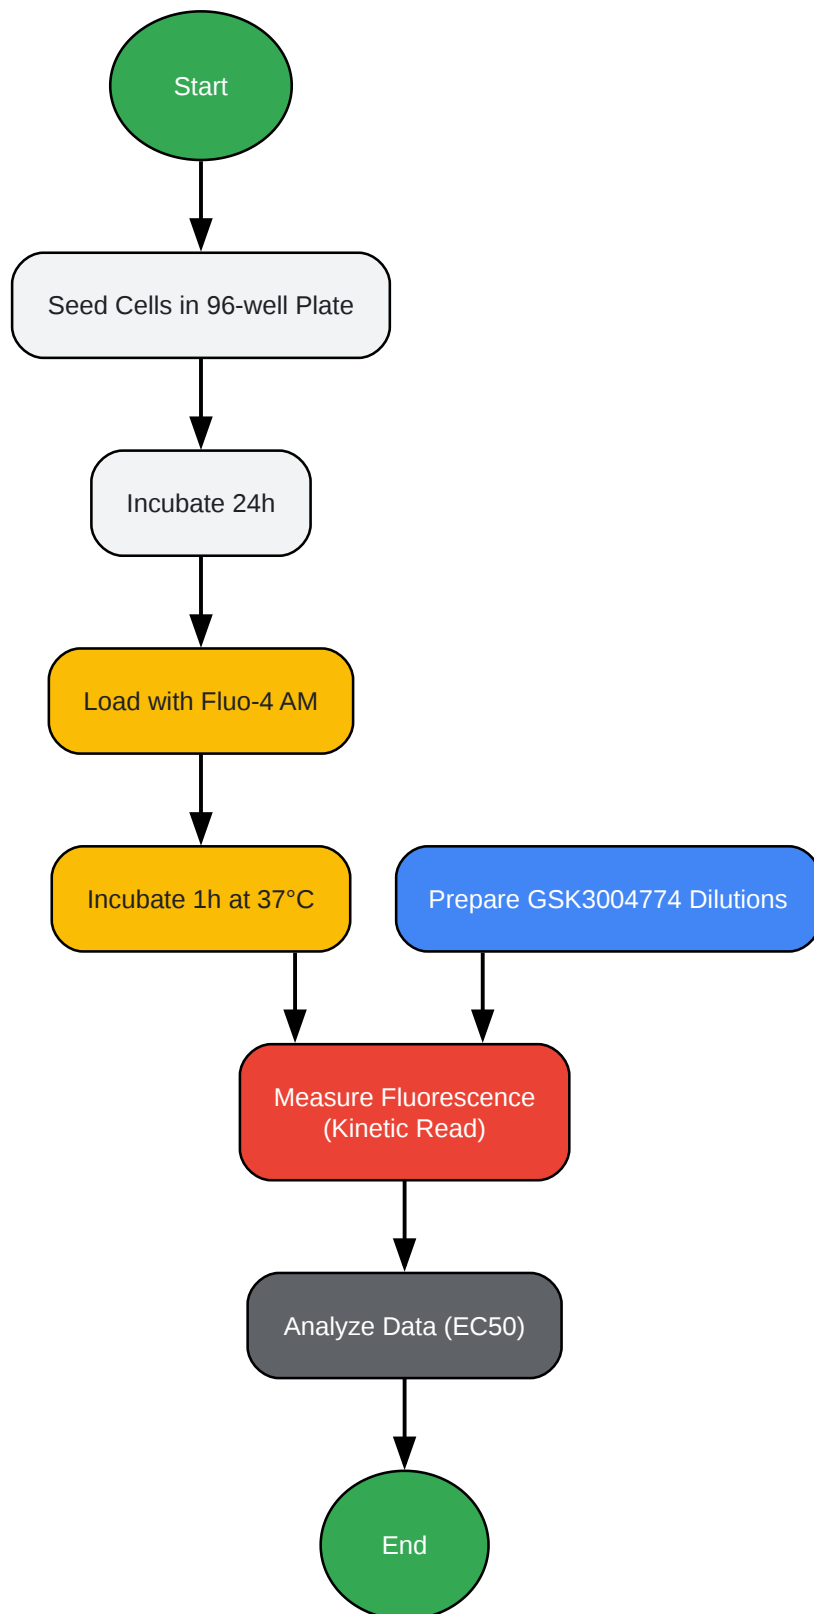 Start
Seed Cells in 96-well Plate
Incubate 24h
Load with Fluo-4 AM
Incubate 1h at 37°C
Prepare GSK3004774 Dilutions
Measure Fluorescence
(Kinetic Read)
Analyze Data (EC50)
End